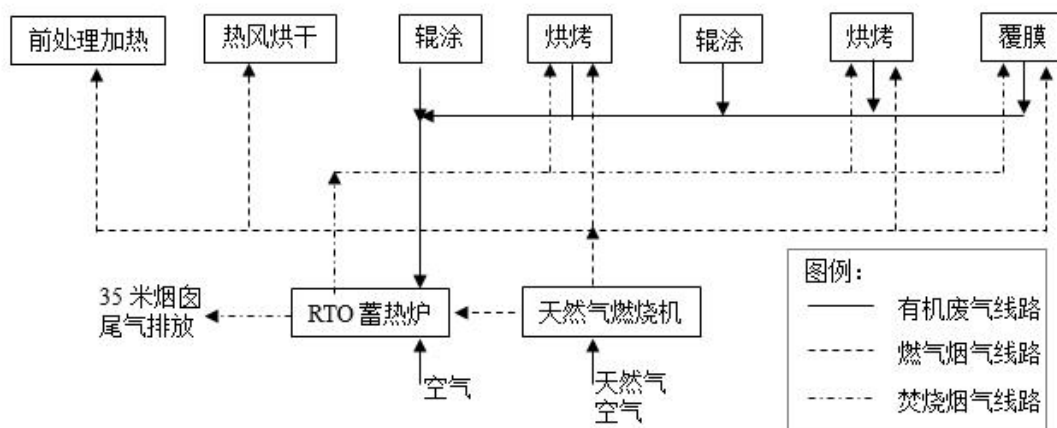 前处理加热
热风烘干
辊涂
烘烤
辊涂
烘烤
覆膜
35 米烟囱
尾气排放
RTO 蓄热炉
天然气燃烧机
空气
天然气
空气
图例：
有机废气线路
燃气烟气线路
焚烧烟气线路